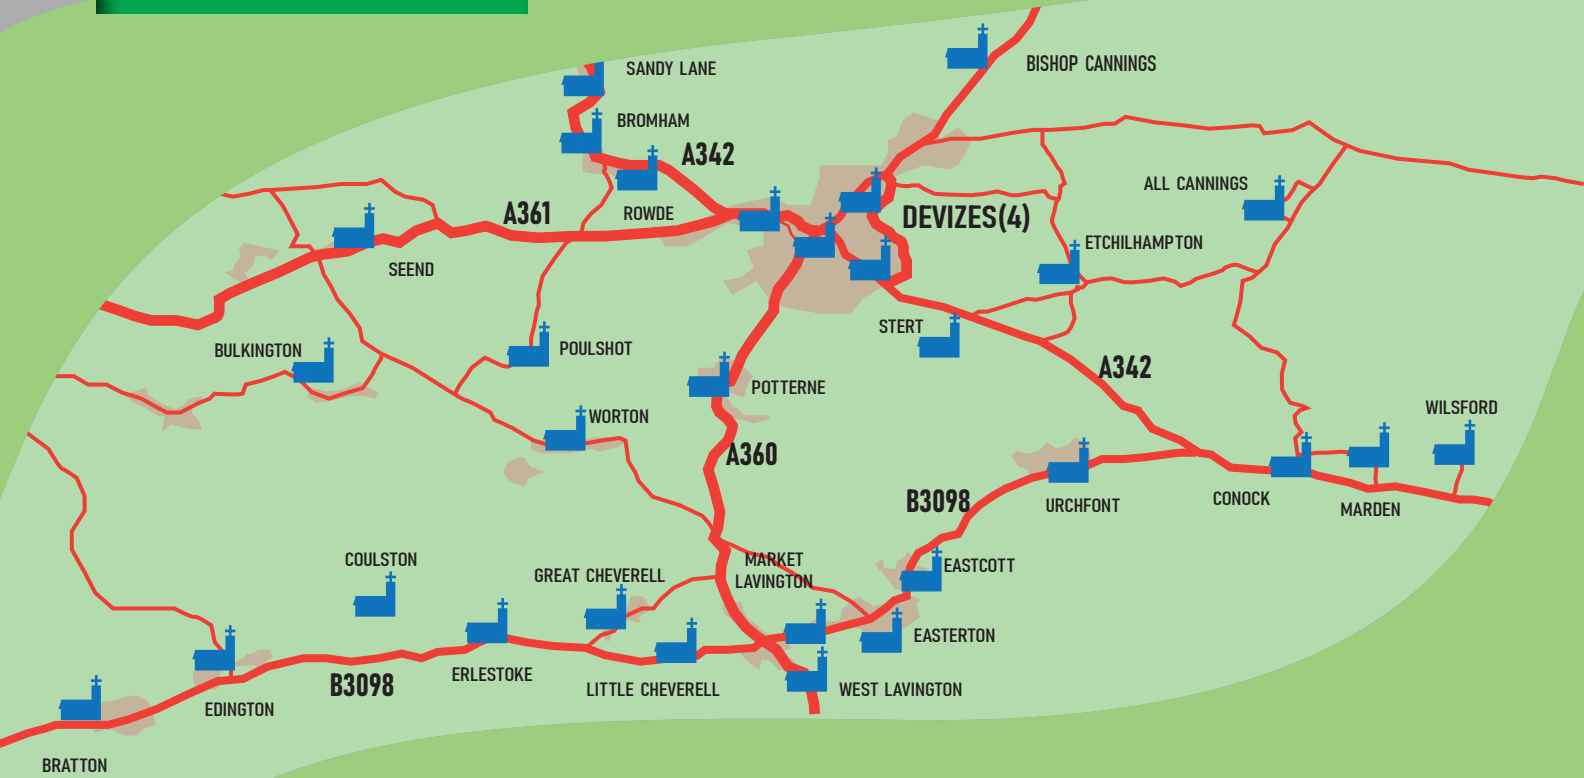 SANDY LANE
BISHOP CANNINGS
BROMHAM
A342
ALL CANNINGS
A361
ROWDE
DEVIZES(4)
ETCHILHAMPTON
SEEND
STERT
BULKINGTON
POULSHOT
A342
POTTERNE
WILSFORD
WORTON
A360
B3098
URCHFONT
CONOCK
MARDEN
COULSTON
GREAT CHEVERELL
MARKET
LAVINGTON
EASTCOTT
EASTERTON
ERLESTOKE
B3098
LITTLE CHEVERELL
WEST LAVINGTON
EDINGTON
BRATTON